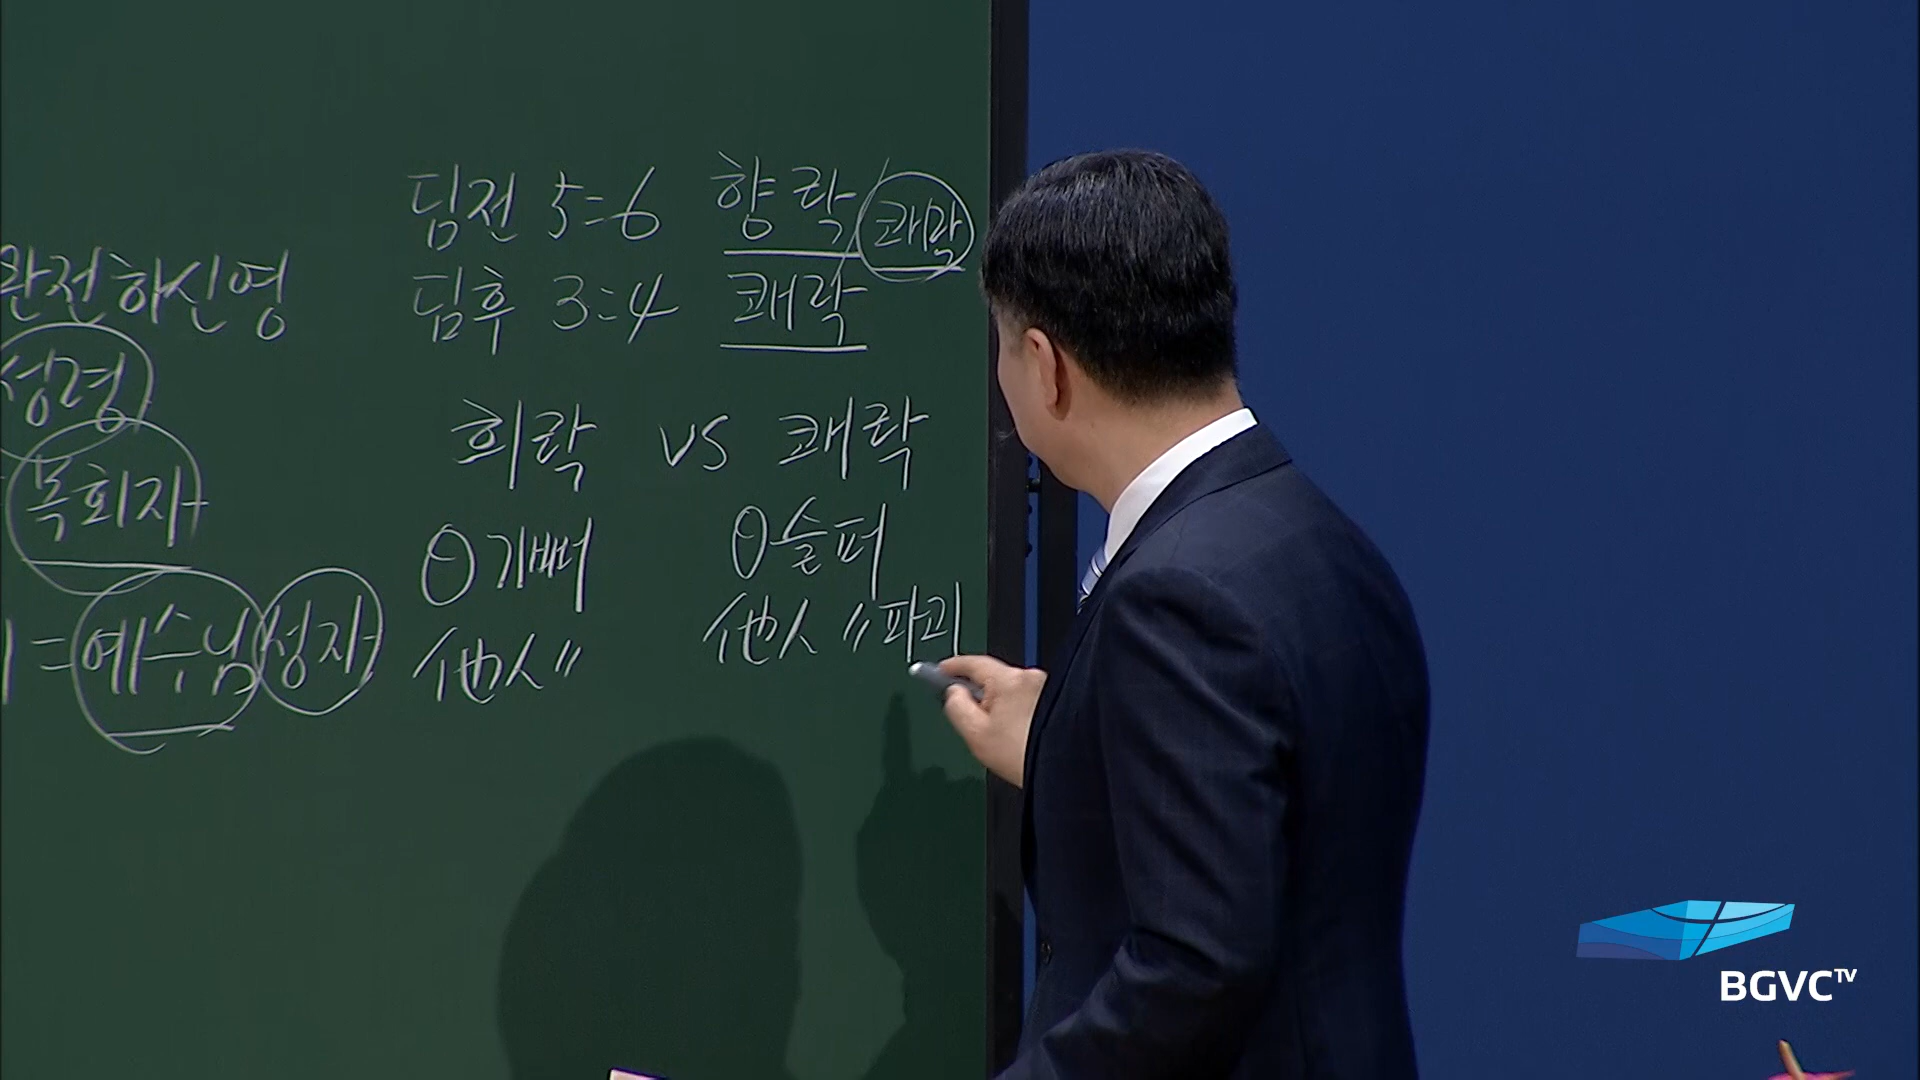 딤전 5:6 향락 쾌락
딤후 3:4 쾌락
희락 vs 쾌락
기뻐 슬퍼
他人〃 他人〃파괴
완전하신영
성령
목회자
=예수님 성자
BGVC TV